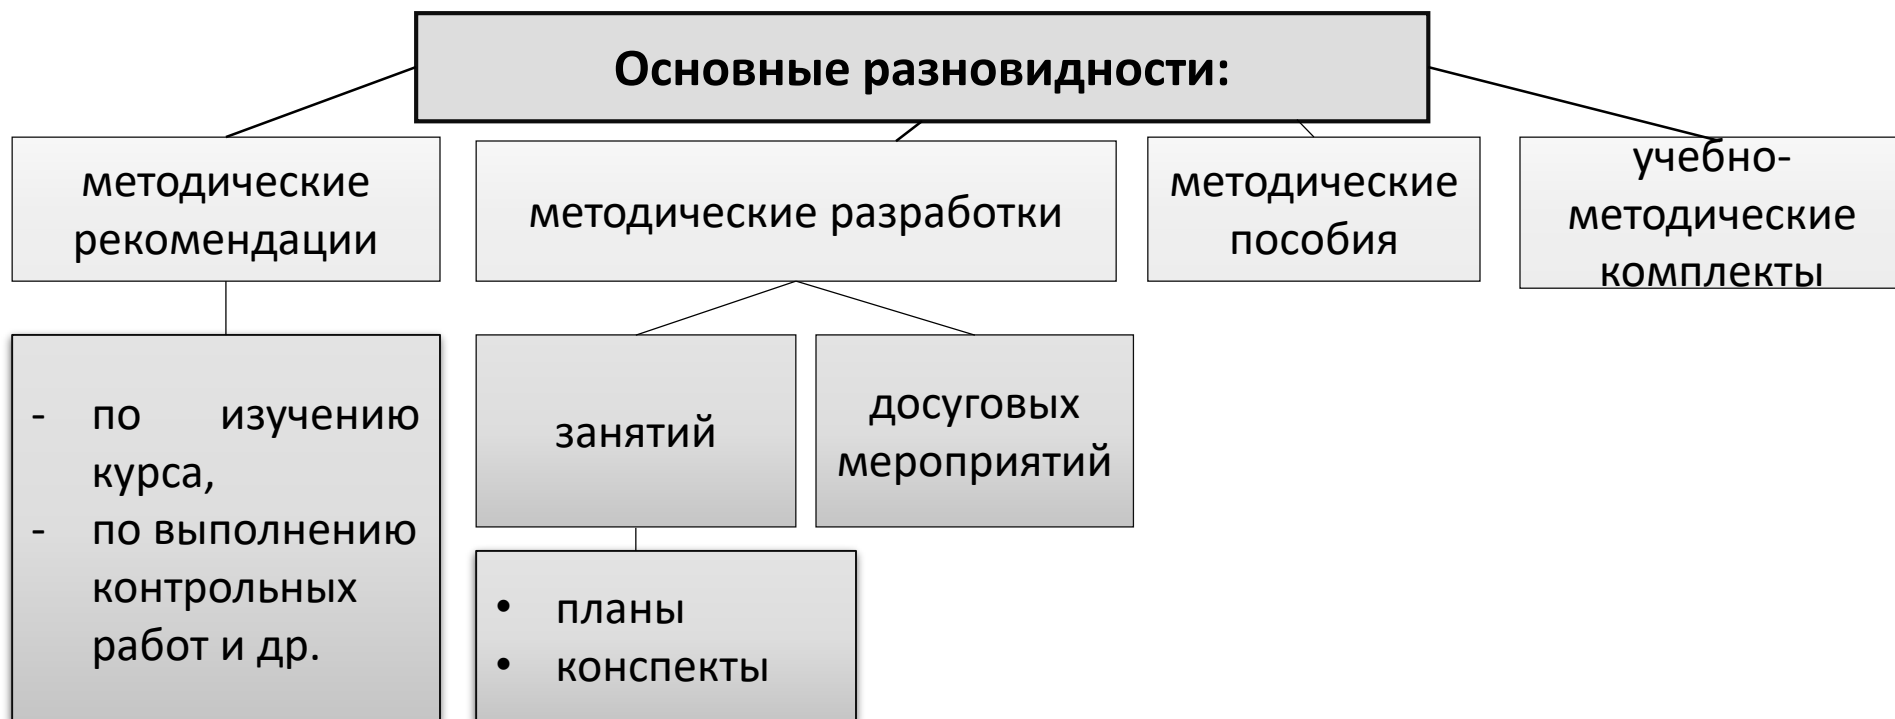 Основные разновидности:
методические
рекомендации
методические разработки
методические
пособия
учебно-
методические
комплекты
- по изучению
курса,
- по выполнению
контрольных
работ и др.
занятий
досуговых
мероприятий
• планы
• конспекты